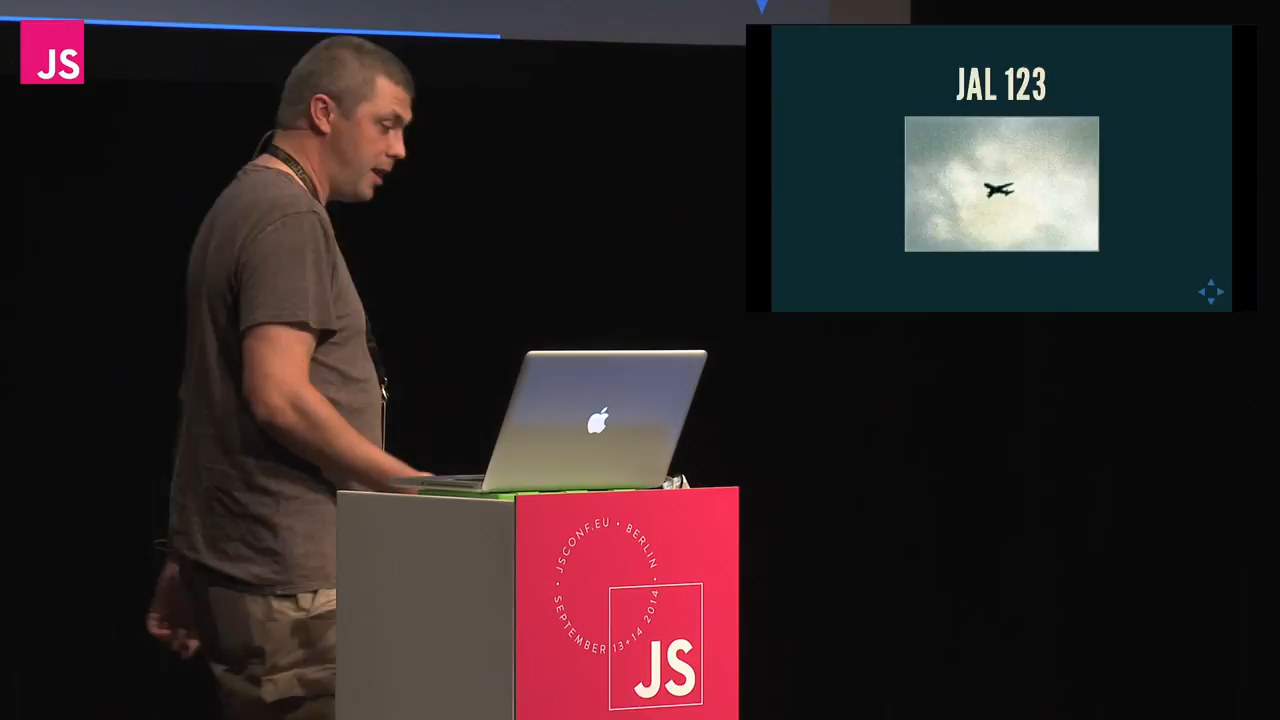 JS
JAL 123
JSCONF.EU • BERLIN •
SEPTEMBER 13+14 2014 •
JS